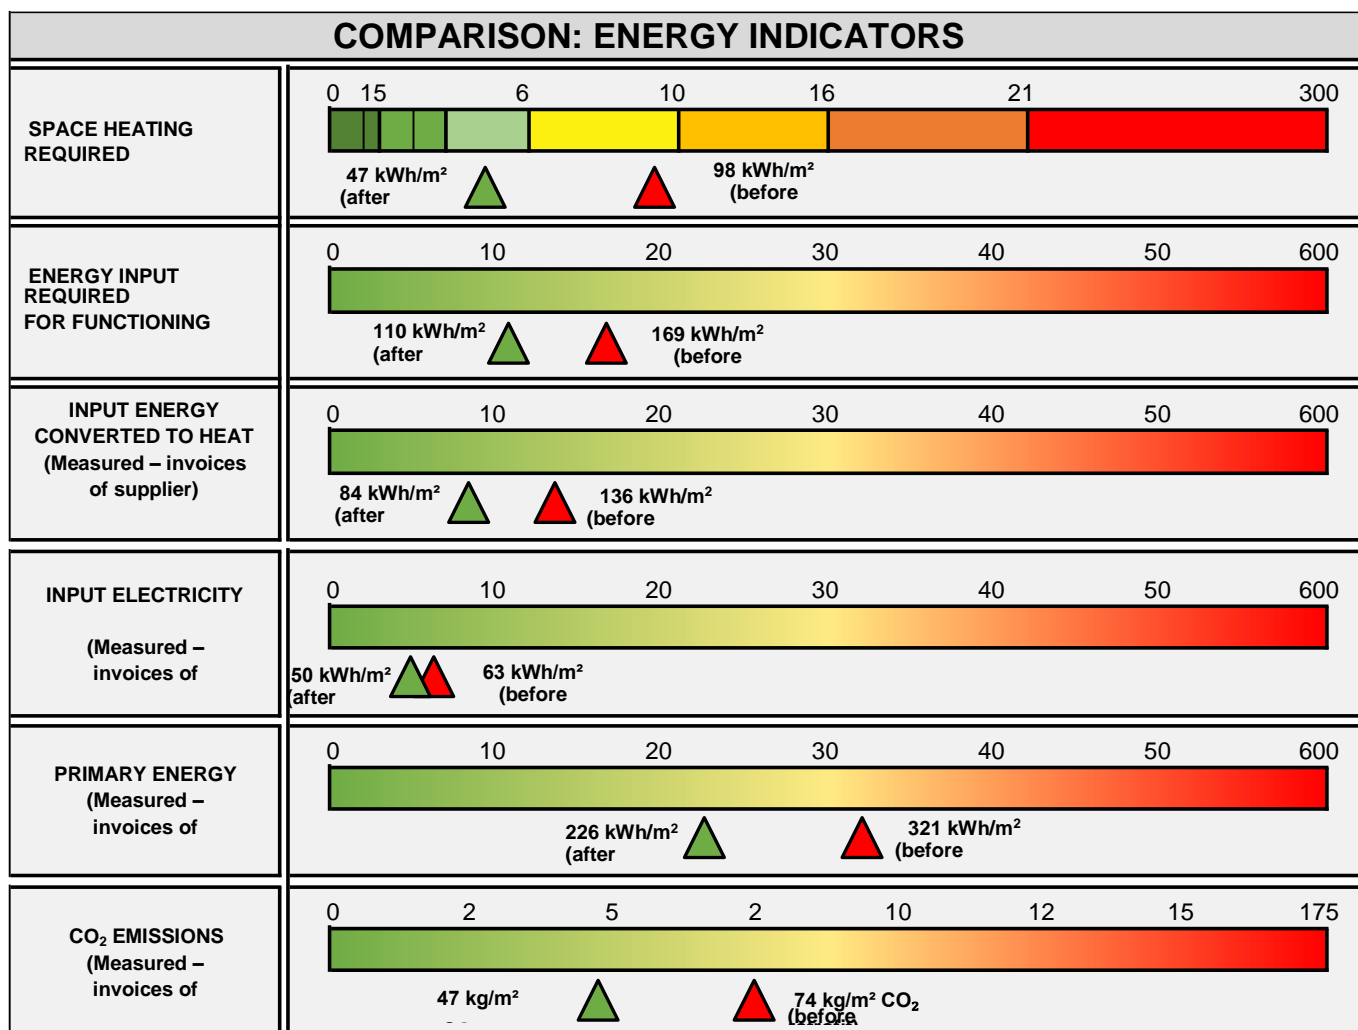 COMPARISON: ENERGY INDICATORS
SPACE HEATING
REQUIRED
0 15 6 10 16 21 300
47 kWh/m²
(after
98 kWh/m²
(before
ENERGY INPUT
REQUIRED
FOR FUNCTIONING
0 10 20 30 40 50 600
110 kWh/m²
(after
169 kWh/m²
(before
INPUT ENERGY
CONVERTED TO HEAT
(Measured – invoices
of supplier)
0 10 20 30 40 50 600
84 kWh/m²
(after
136 kWh/m²
(before
INPUT ELECTRICITY
(Measured –
invoices of
0 10 20 30 40 50 600
50 kWh/m²
(after
63 kWh/m²
(before
PRIMARY ENERGY
(Measured –
invoices of
0 10 20 30 40 50 600
226 kWh/m²
(after
321 kWh/m²
(before
CO₂ EMISSIONS
(Measured –
invoices of
0 2 5 2 10 12 15 175
47 kg/m²
74 kg/m² CO₂
(before